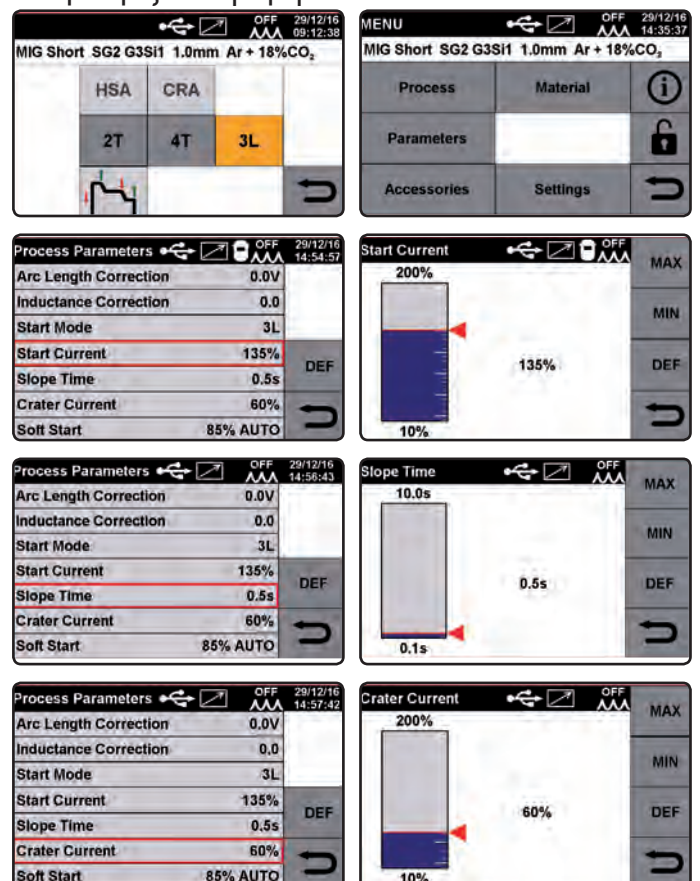 OFF 29/12/16
09:12:38
MIG Short SG2 G3Si1 1.0mm Ar + 18%CO₂
HSA CRA
2T 4T 3L
MENU OFF 29/12/16
14:35:37
MIG Short SG2 G3Si1 1.0mm Ar + 18%CO₂
Process Material
Parameters
Accessories Settings
Process Parameters OFF 29/12/16
14:54:57
Arc Length Correction 0.0V
Inductance Correction 0.0
Start Mode 3L
Start Current 135%
DEF
Slope Time 0.5s
Crater Current 60%
Soft Start 85% AUTO
Start Current OFF
MAX
200%
MIN
135% DEF
10%
Process Parameters OFF 29/12/16
14:56:43
Arc Length Correction 0.0V
Inductance Correction 0.0
Start Mode 3L
Start Current 135%
DEF
Slope Time 0.5s
Crater Current 60%
Soft Start 85% AUTO
Slope Time OFF
MAX
10.0s
MIN
0.5s DEF
0.1s
Process Parameters OFF 29/12/16
14:57:42
Arc Length Correction 0.0V
Inductance Correction 0.0
Start Mode 3L
Start Current 135%
DEF
Slope Time 0.5s
Crater Current 60%
Soft Start 85% AUTO
Crater Current OFF
MAX
200%
MIN
60% DEF
10%